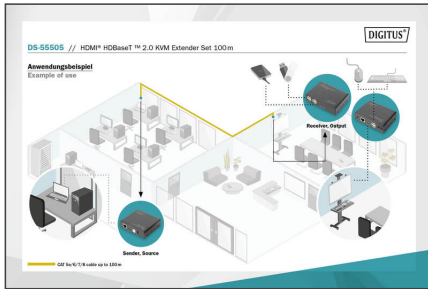 DIGITUS®
DS-55505 // HDMI® HDBaseT ™ 2.0 KVM Extender Set 100 m
Anwendungsbeispiel
Example of use
Receiver, Output
Sender, Source
CAT 5e/6/7/8 cable up to 100 m